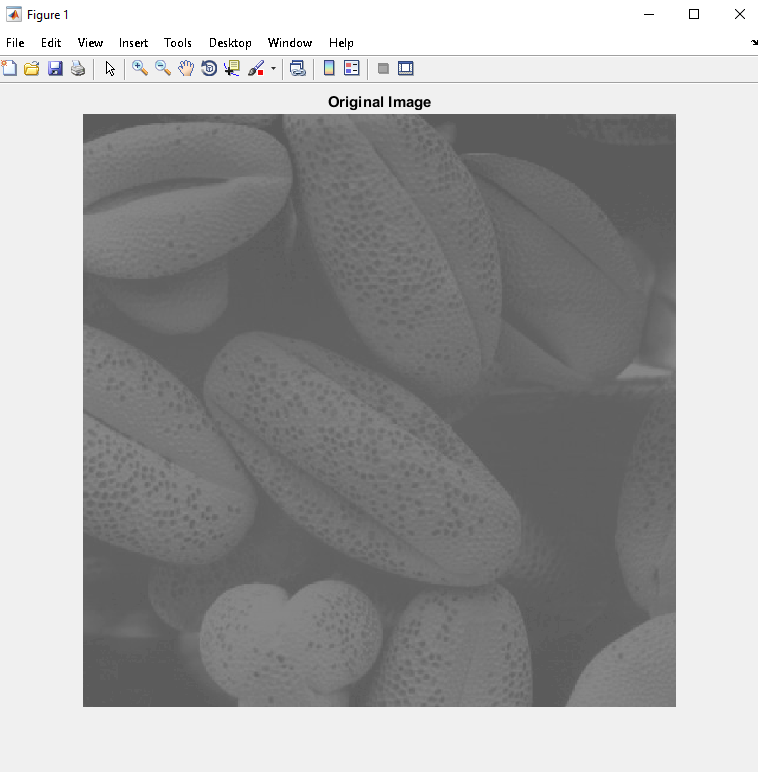 Figure 1
File Edit View Insert Tools Desktop Window Help
Original Image